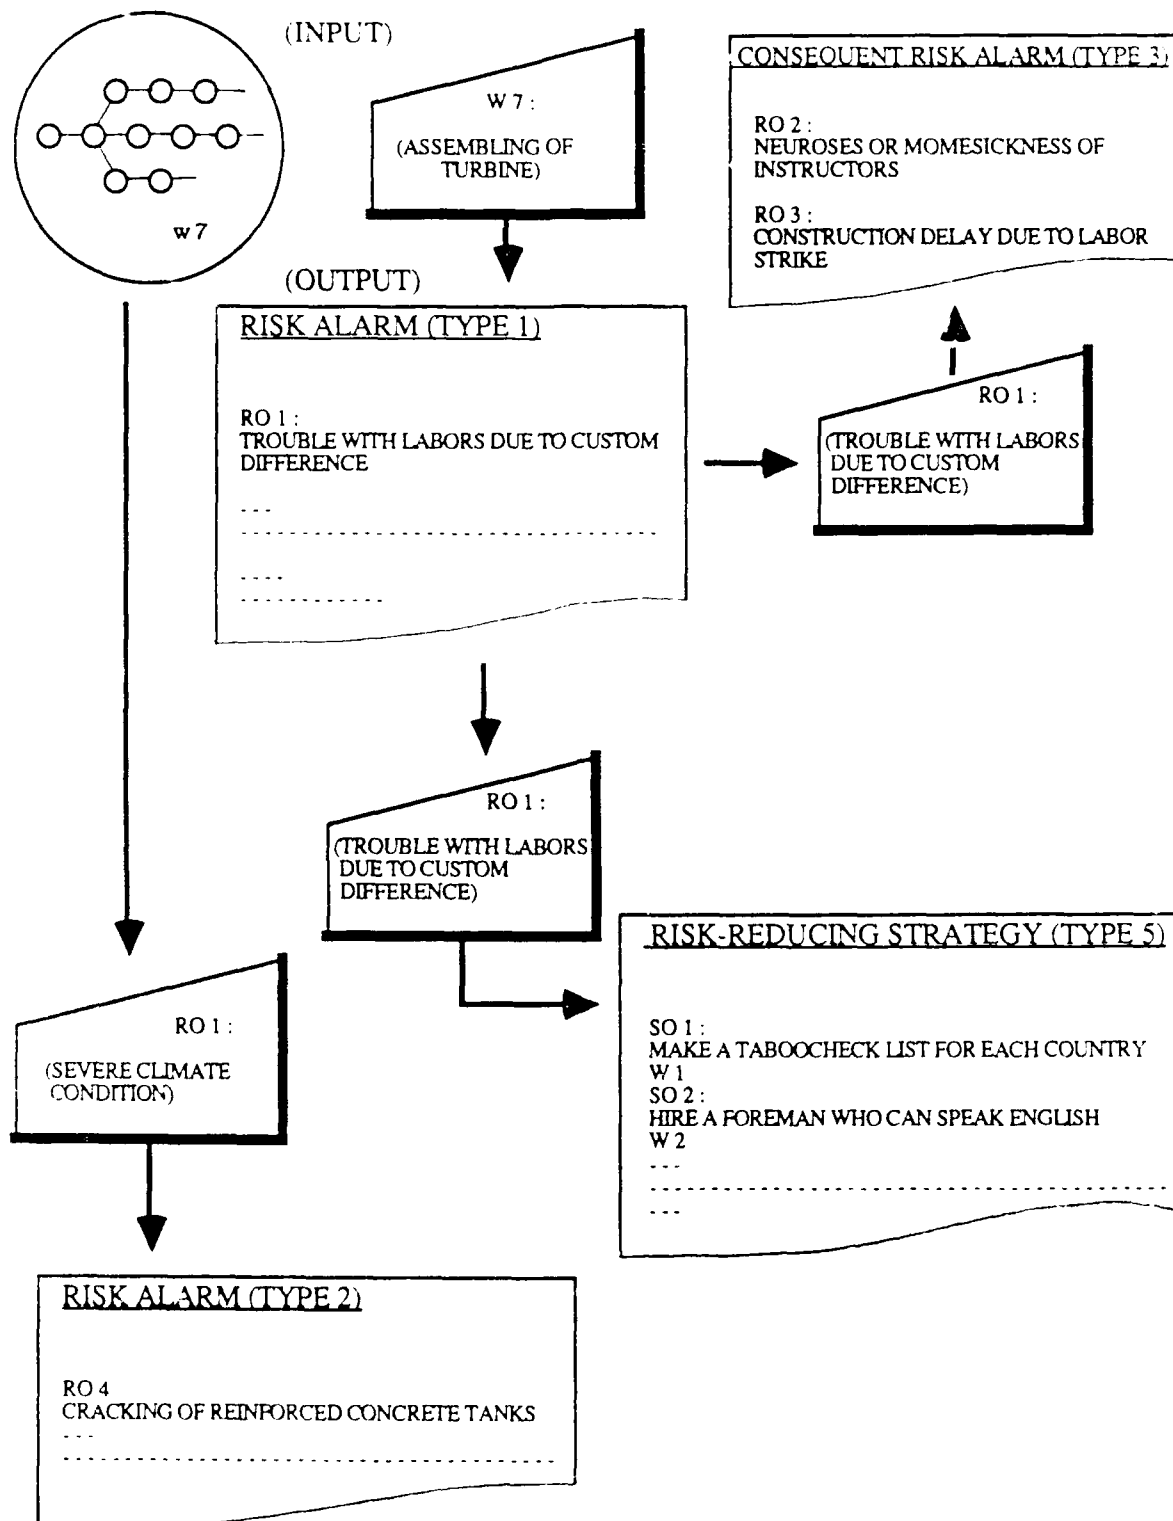 (INPUT)
W 7 :
(ASSEMBLING OF
TURBINE)
w 7
CONSEQUENT RISK ALARM (TYPE 3)
RO 2 :
NEUROSES OR MOMESICKNESS OF
INSTRUCTORS
RO 3 :
CONSTRUCTION DELAY DUE TO LABOR
STRIKE
(OUTPUT)
RISK ALARM (TYPE 1)
RO 1 :
TROUBLE WITH LABORS DUE TO CUSTOM
DIFFERENCE
RO 1 :
(TROUBLE WITH LABORS
DUE TO CUSTOM
DIFFERENCE)
RO 1 :
(TROUBLE WITH LABORS
DUE TO CUSTOM
DIFFERENCE)
RISK-REDUCING STRATEGY (TYPE 5)
SO 1 :
MAKE A TABOOCHECK LIST FOR EACH COUNTRY
W 1
SO 2 :
HIRE A FOREMAN WHO CAN SPEAK ENGLISH
W 2
RO 1 :
(SEVERE CLIMATE
CONDITION)
RISK ALARM (TYPE 2)
RO 4
CRACKING OF REINFORCED CONCRETE TANKS